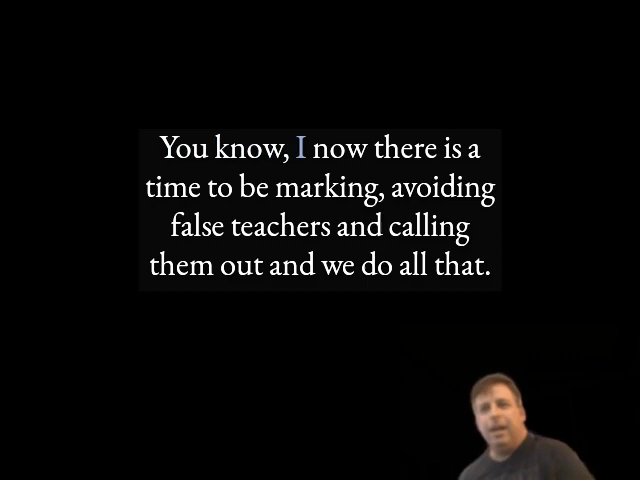 You know, I now there is a
time to be marking, avoiding
false teachers and calling
them out and we do all that.